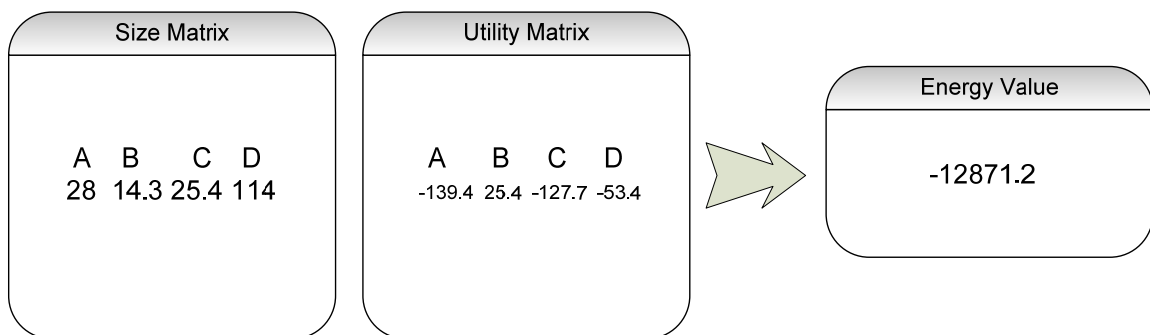 Size Matrix
A B C D
28 14.3 25.4 114
Utility Matrix
A B C D
-139.4 25.4 -127.7 -53.4
Energy Value
-12871.2